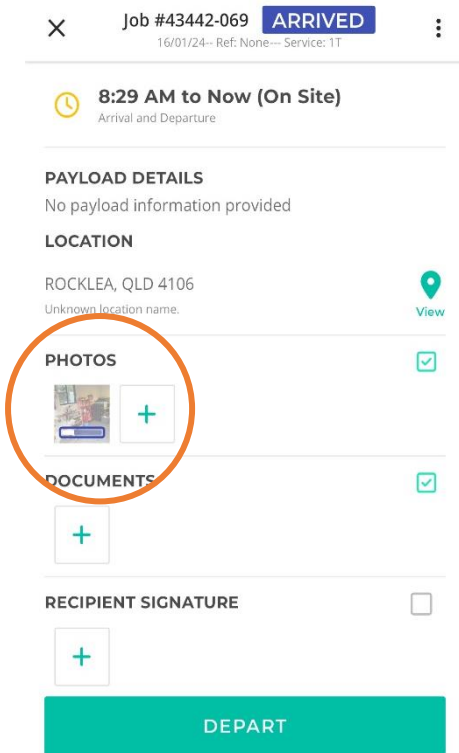 Job #43442-069 ARRIVED
16/01/24-- Ref: None--- Service: 1T
8:29 AM to Now (On Site)
Arrival and Departure
PAYLOAD DETAILS
No payload information provided
LOCATION
ROCKLEA, QLD 4106
Unknown location name.
View
PHOTOS
DOCUMENTS
RECIPIENT SIGNATURE
DEPART